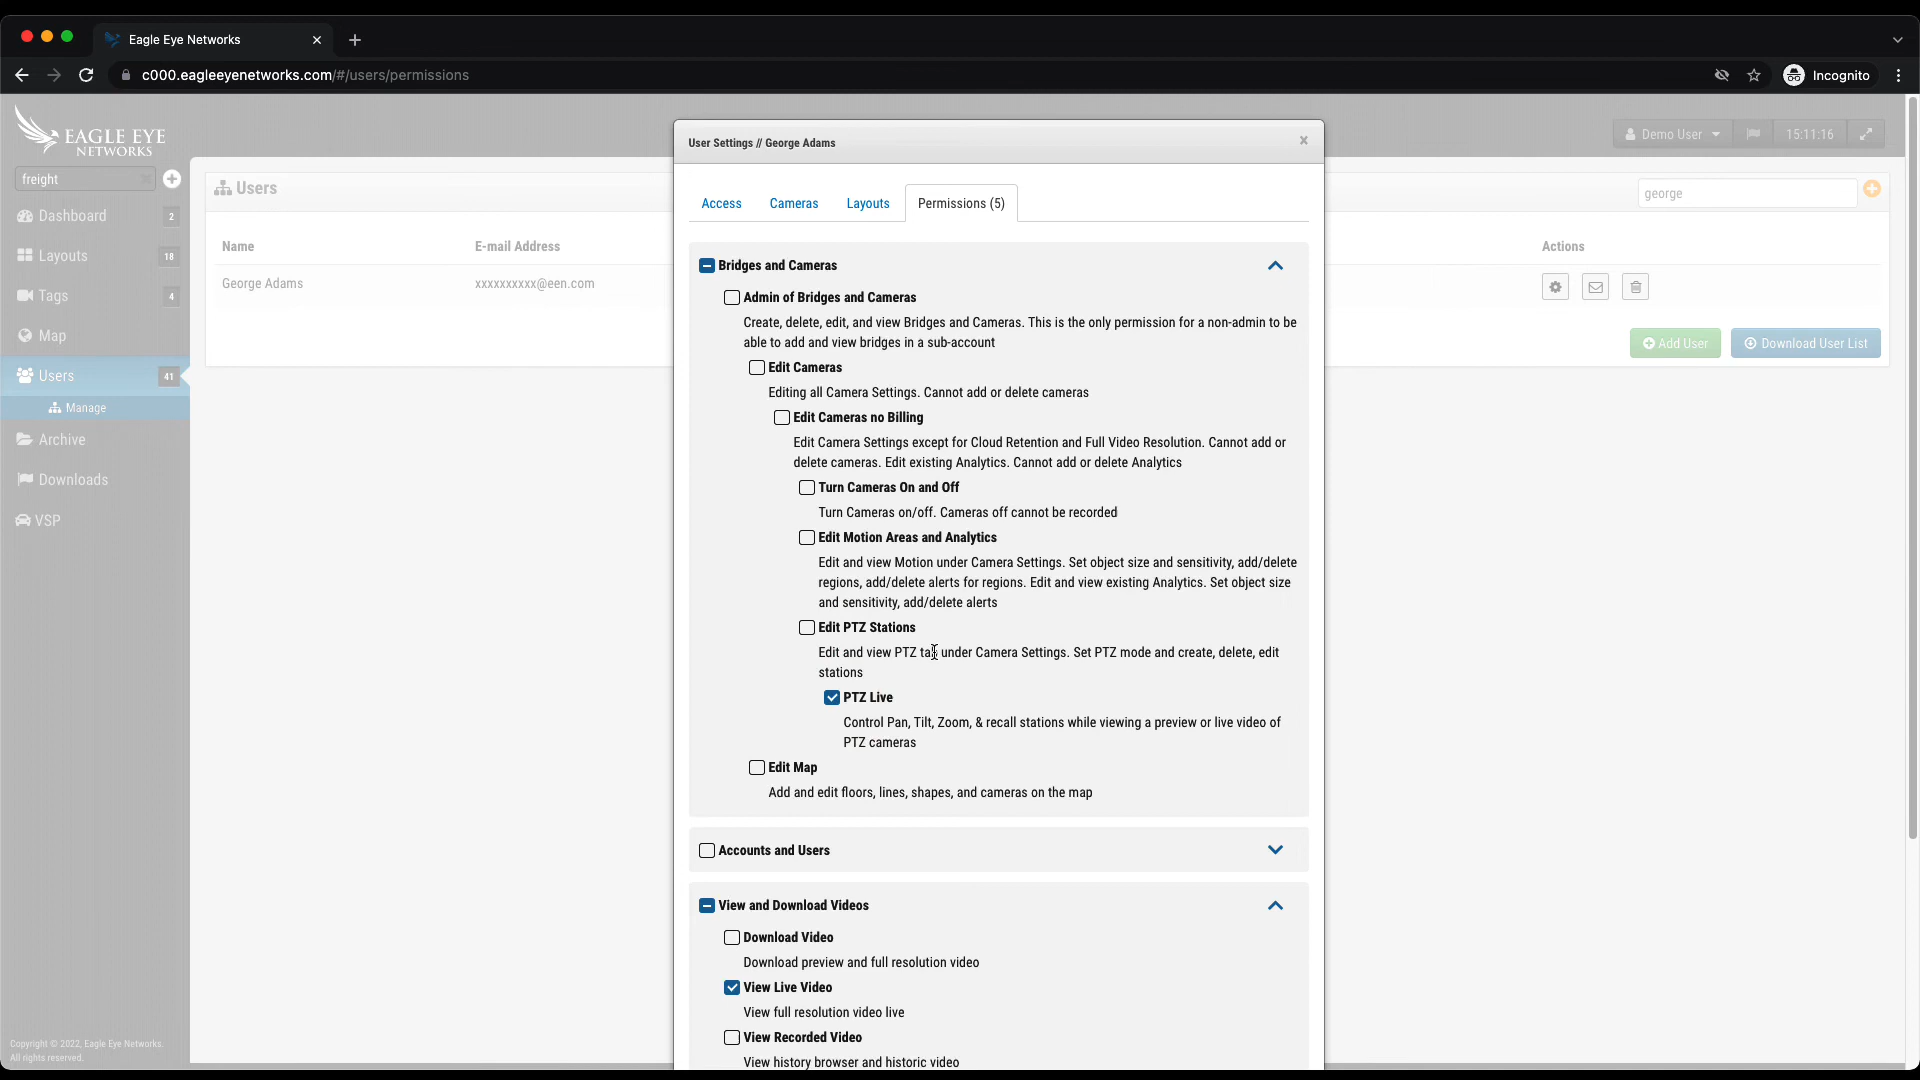 Eagle Eye Networks
c000.eagleeyenetworks.com/#/users/permissions
Incognito
EAGLE EYE
NETWORKS
Demo User
15:11:16
freight
Dashboard 2
Layouts 18
Tags 4
Map
Users 41
Manage
Archive
Downloads
VSP
Copyright © 2022, Eagle Eye Networks.
All rights reserved.
Users
george
Name E-mail Address Actions
George Adams xxxxxxxxxx@een.com
Add User Download User List
User Settings // George Adams
Access Cameras Layouts Permissions (5)
Bridges and Cameras
Admin of Bridges and Cameras
Create, delete, edit, and view Bridges and Cameras. This is the only permission for a non-admin to be
able to add and view bridges in a sub-account
Edit Cameras
Editing all Camera Settings. Cannot add or delete cameras
Edit Cameras no Billing
Edit Camera Settings except for Cloud Retention and Full Video Resolution. Cannot add or
delete cameras. Edit existing Analytics. Cannot add or delete Analytics
Turn Cameras On and Off
Turn Cameras on/off. Cameras off cannot be recorded
Edit Motion Areas and Analytics
Edit and view Motion under Camera Settings. Set object size and sensitivity, add/delete
regions, add/delete alerts for regions. Edit and view existing Analytics. Set object size
and sensitivity, add/delete alerts
Edit PTZ Stations
Edit and view PTZ tab under Camera Settings. Set PTZ mode and create, delete, edit
stations
PTZ Live
Control Pan, Tilt, Zoom, & recall stations while viewing a preview or live video of
PTZ cameras
Edit Map
Add and edit floors, lines, shapes, and cameras on the map
Accounts and Users
View and Download Videos
Download Video
Download preview and full resolution video
View Live Video
View full resolution video live
View Recorded Video
View history browser and historic video